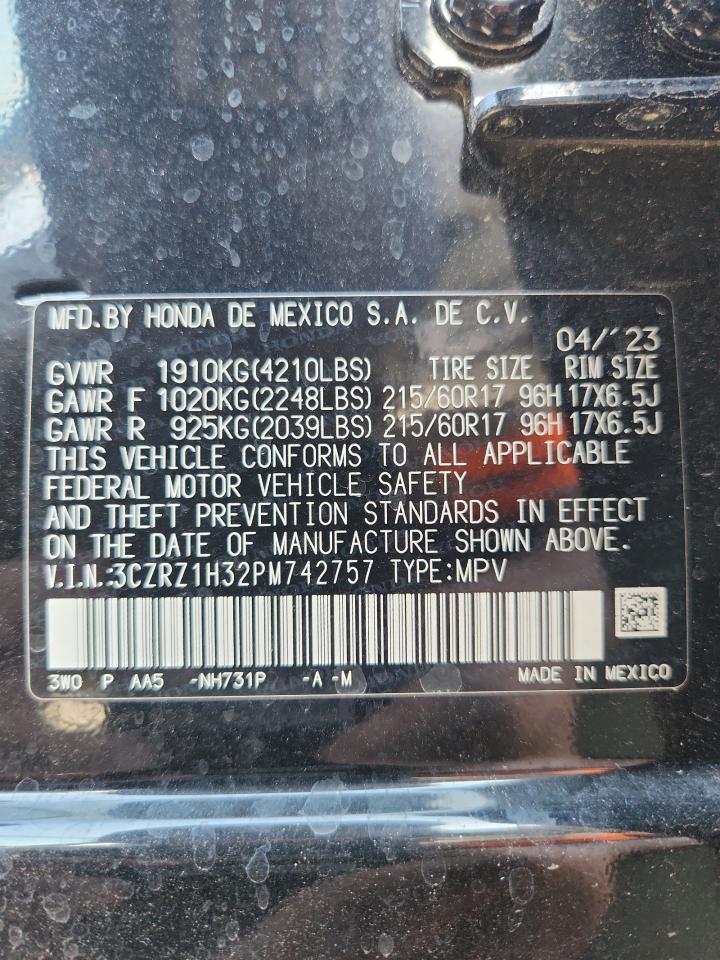 MFD.BY HONDA DE MEXICO S.A. DE C.V.
04/'23
GVWR 1910KG(4210LBS) TIRE SIZE RIM SIZE
GAWR F 1020KG(2248LBS) 215/60R17 96H 17X6.5J
GAWR R 925KG(2039LBS) 215/60R17 96H 17X6.5J
THIS VEHICLE CONFORMS TO ALL APPLICABLE
FEDERAL MOTOR VEHICLE SAFETY
AND THEFT PREVENTION STANDARDS IN EFFECT
ON THE DATE OF MANUFACTURE SHOWN ABOVE.
V.I.N.:3CZRZ1H32PM742757 TYPE:MPV
3W0 P AA5 -NH731P -A -M MADE IN MEXICO